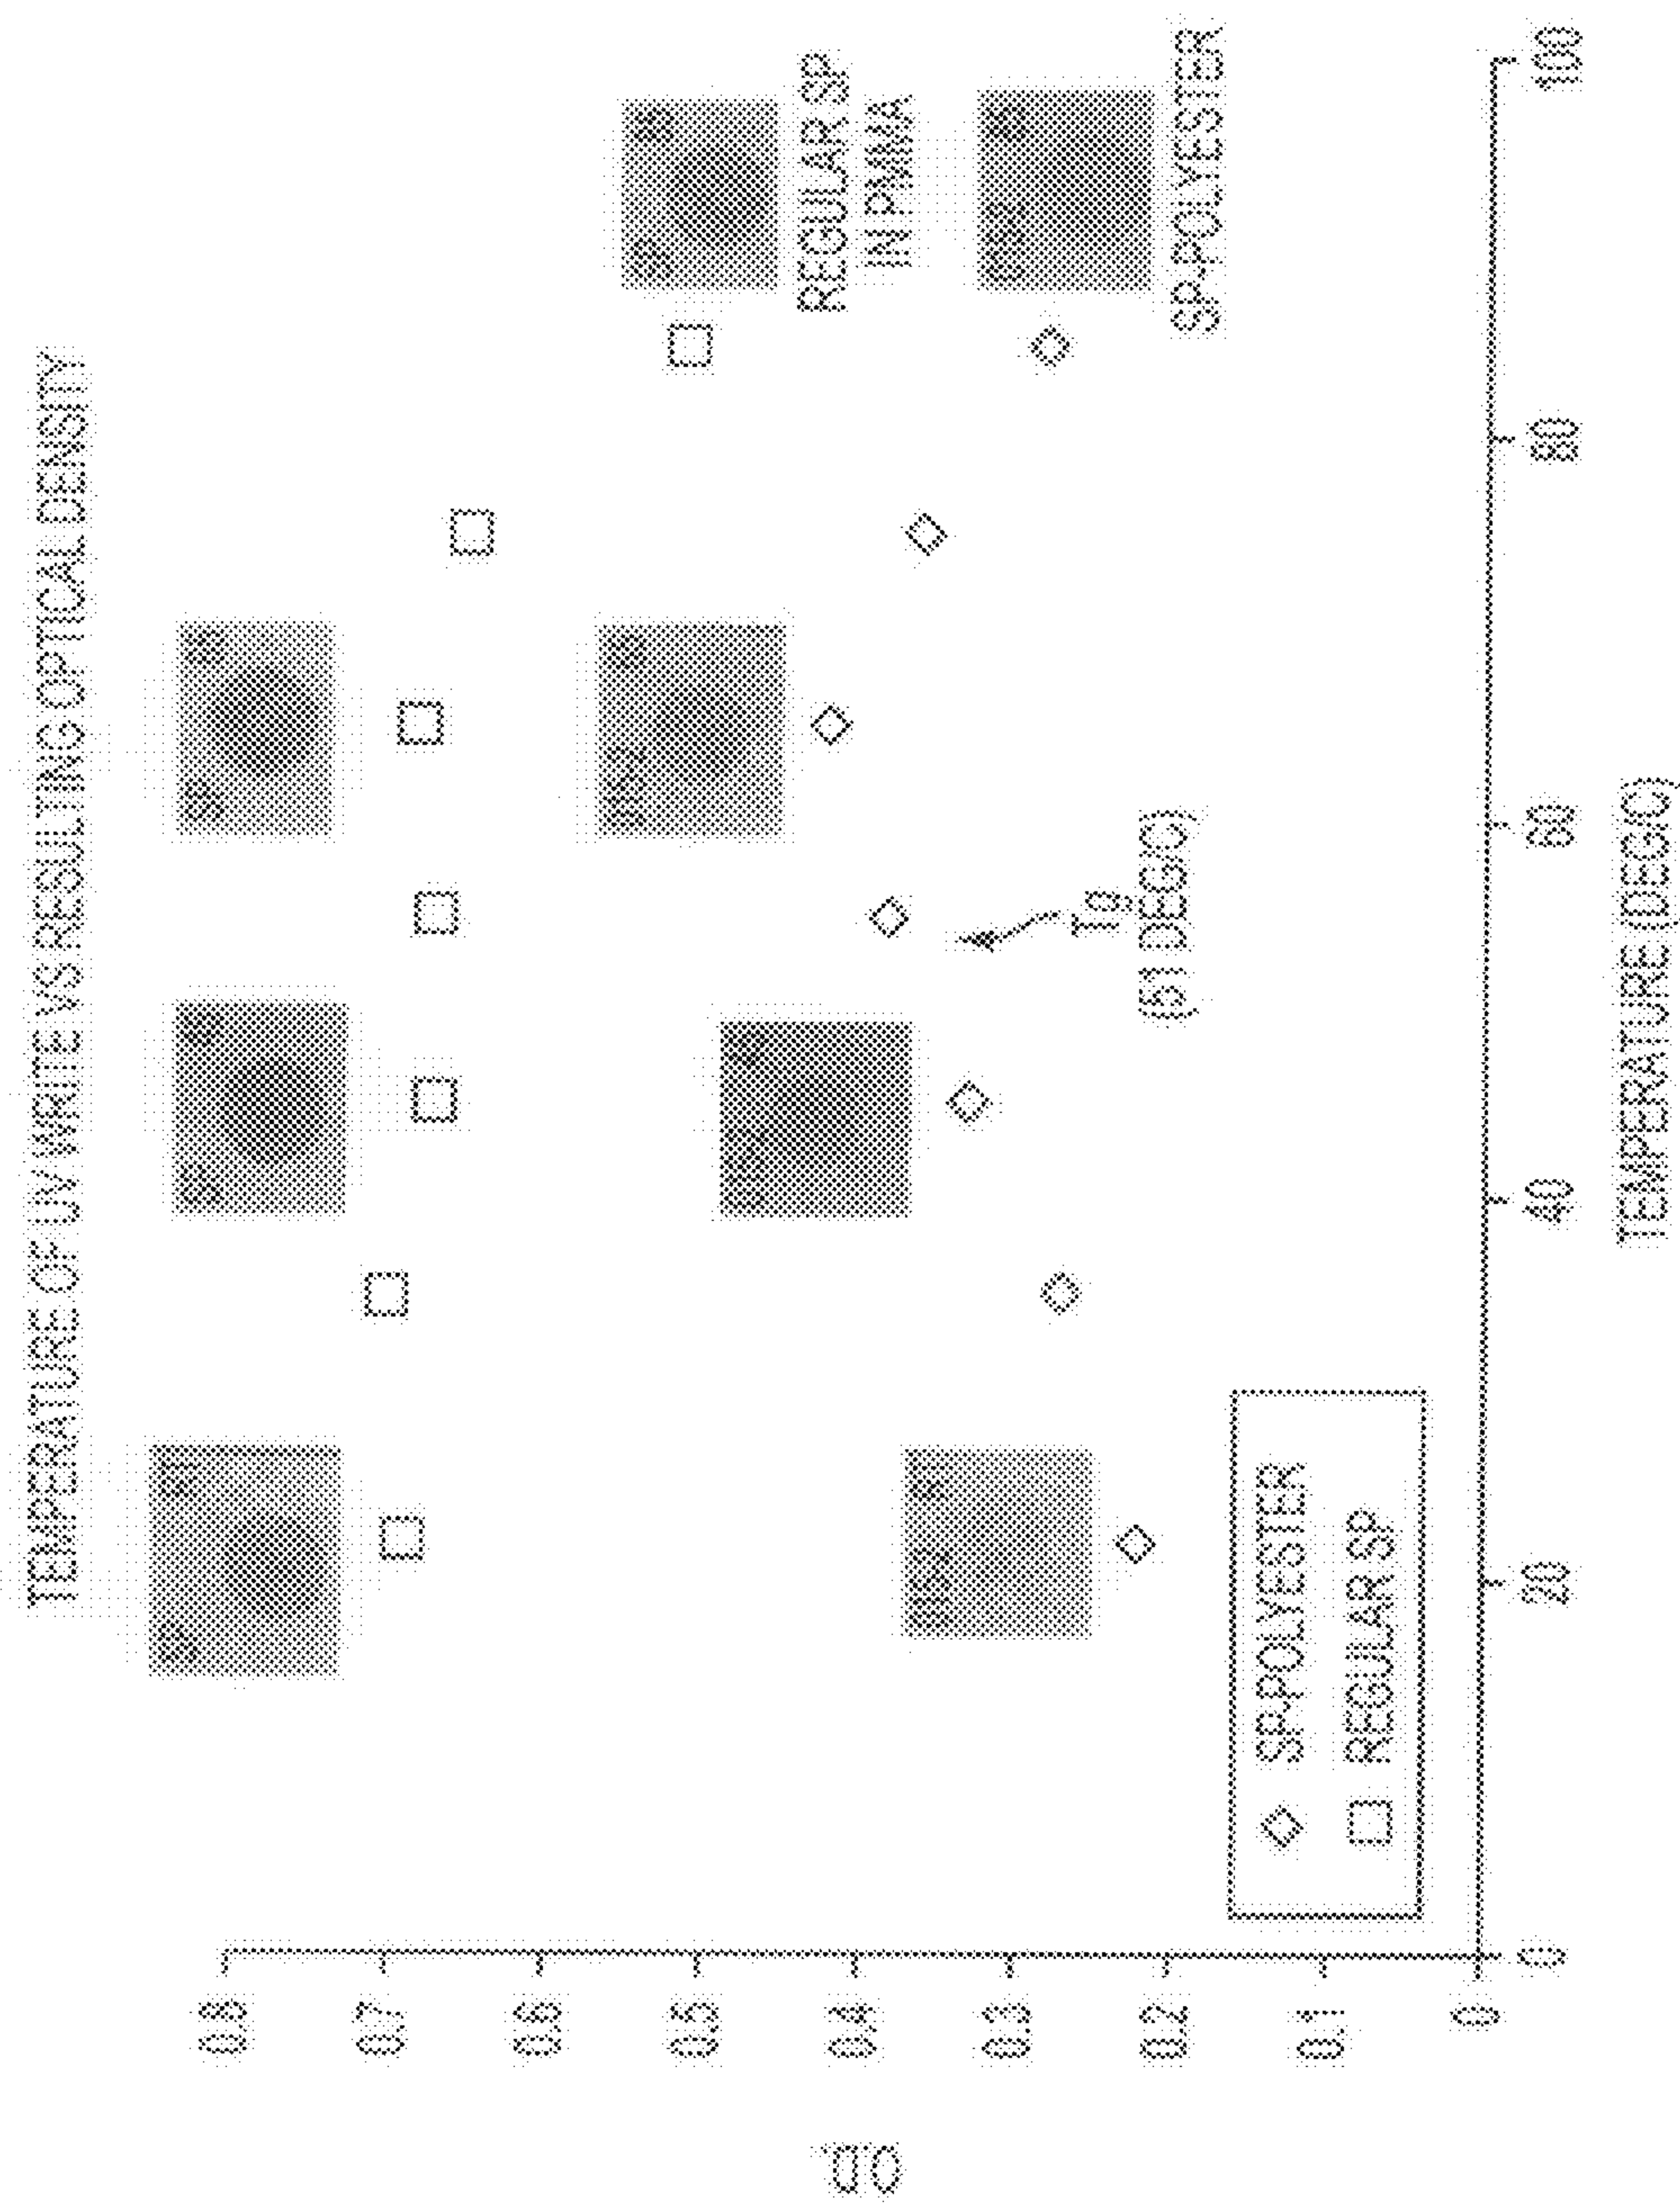 TEMPERATURE OF UV WRITE VS RESULTING OPTICAL DENSITY
O.D.
0.8
0.7
0.6
0.5
0.4
0.3
0.2
0.1
0
REGULAR SP
IN PMMA
SP-POLYESTER
Tg
(51 DEG/C)
SP-POLYESTER
REGULAR SP
0
20
40
60
80
100
TEMPERATURE (DEG/C)